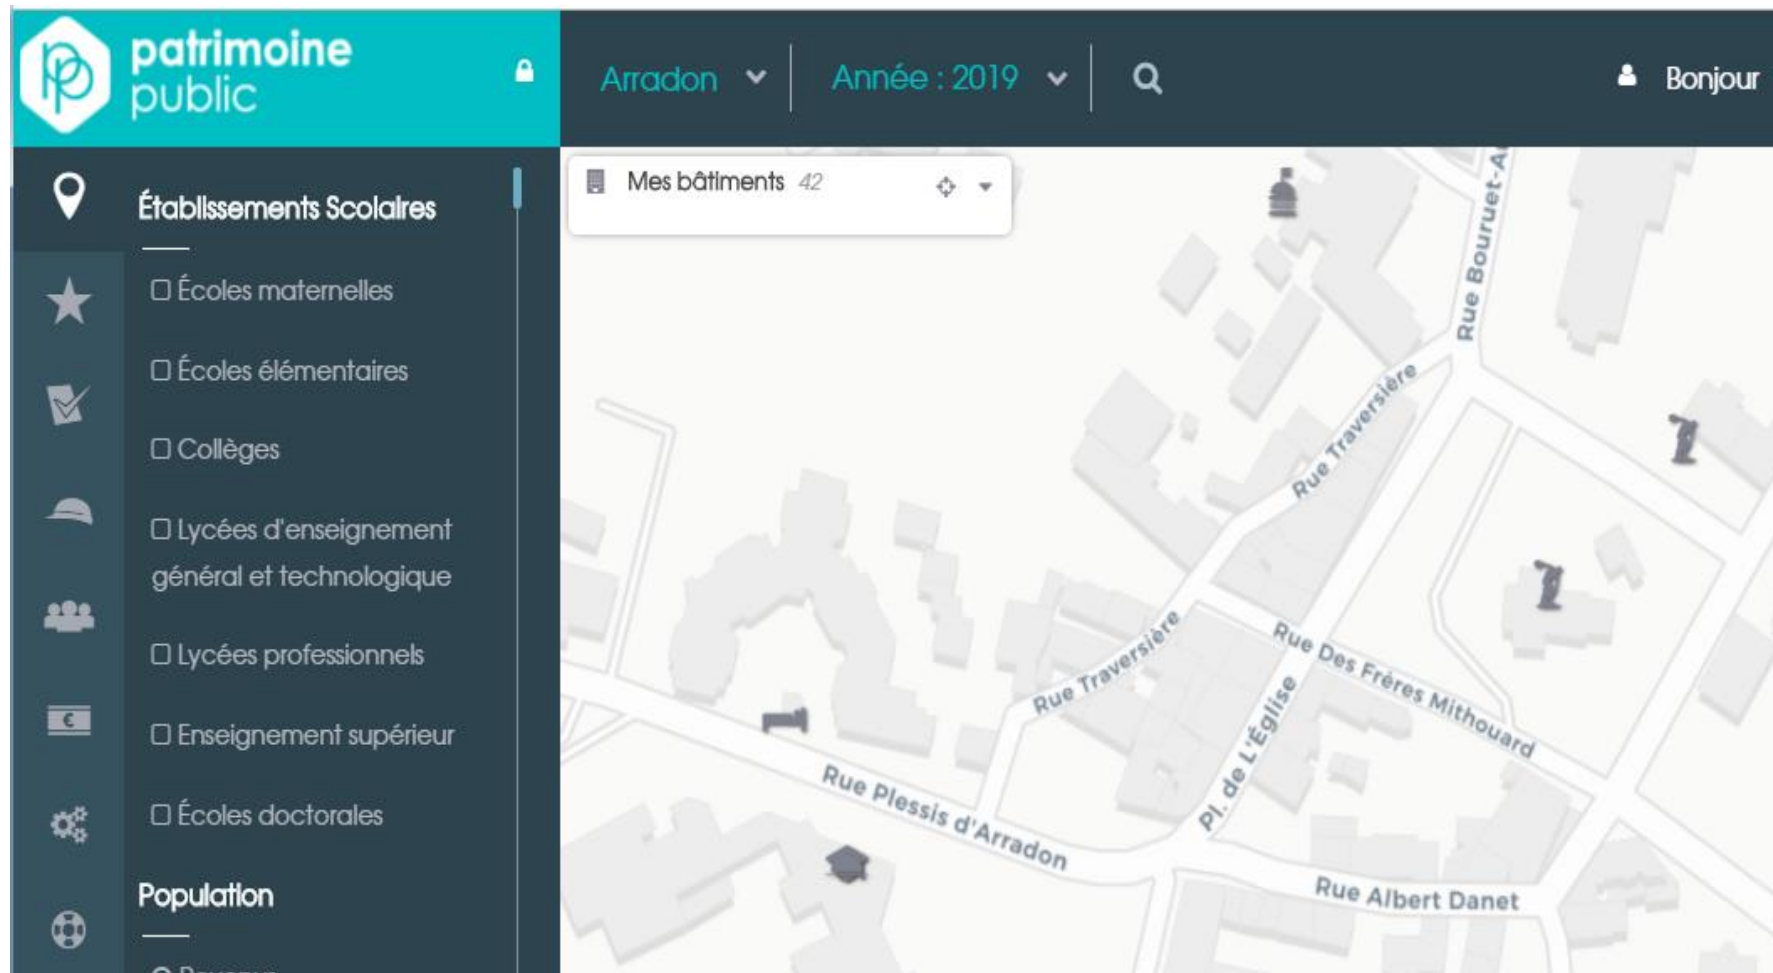 patrimoine
public
Arradon
Année : 2019
Bonjour
Établissements Scolaires
Écoles maternelles
Écoles élémentaires
Collèges
Lycées d'enseignement
général et technologique
Lycées professionnels
Enseignement supérieur
Écoles doctorales
Population
Mes bâtiments 42
Rue Traversière
Rue Traversière
Rue Des Frères Mithouard
Pl. de L'Église
Rue Plessis d'Arradon
Rue Albert Danet